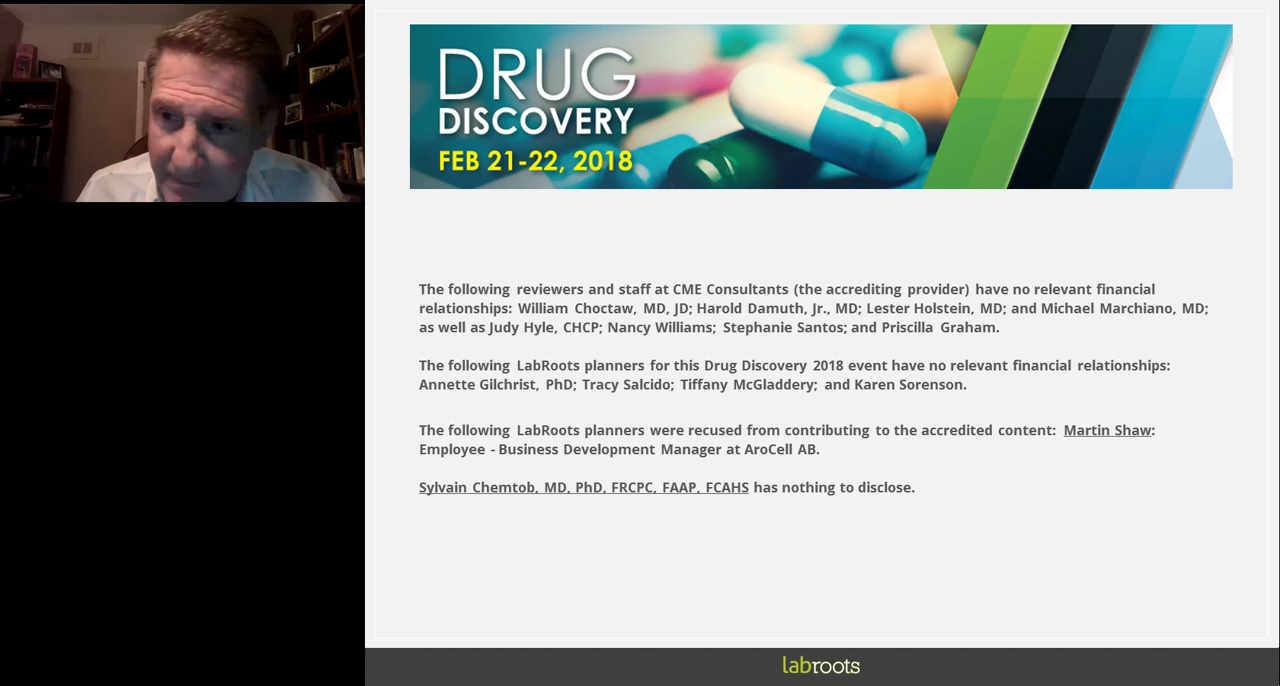 DRUG
DISCOVERY
FEB 21-22, 2018
The following reviewers and staff at CME Consultants (the accrediting provider) have no relevant financial
relationships: William Choctaw, MD, JD; Harold Damuth, Jr., MD; Lester Holstein, MD; and Michael Marchiano, MD;
as well as Judy Hyle, CHCP; Nancy Williams; Stephanie Santos; and Priscilla Graham.
The following LabRoots planners for this Drug Discovery 2018 event have no relevant financial relationships:
Annette Gilchrist, PhD; Tracy Salcido; Tiffany McGladdery; and Karen Sorenson.
The following LabRoots planners were recused from contributing to the accredited content: Martin Shaw:
Employee - Business Development Manager at AroCell AB.
Sylvain Chemtob, MD, PhD, FRCPC, FAAP, FCAHS has nothing to disclose.
labroots